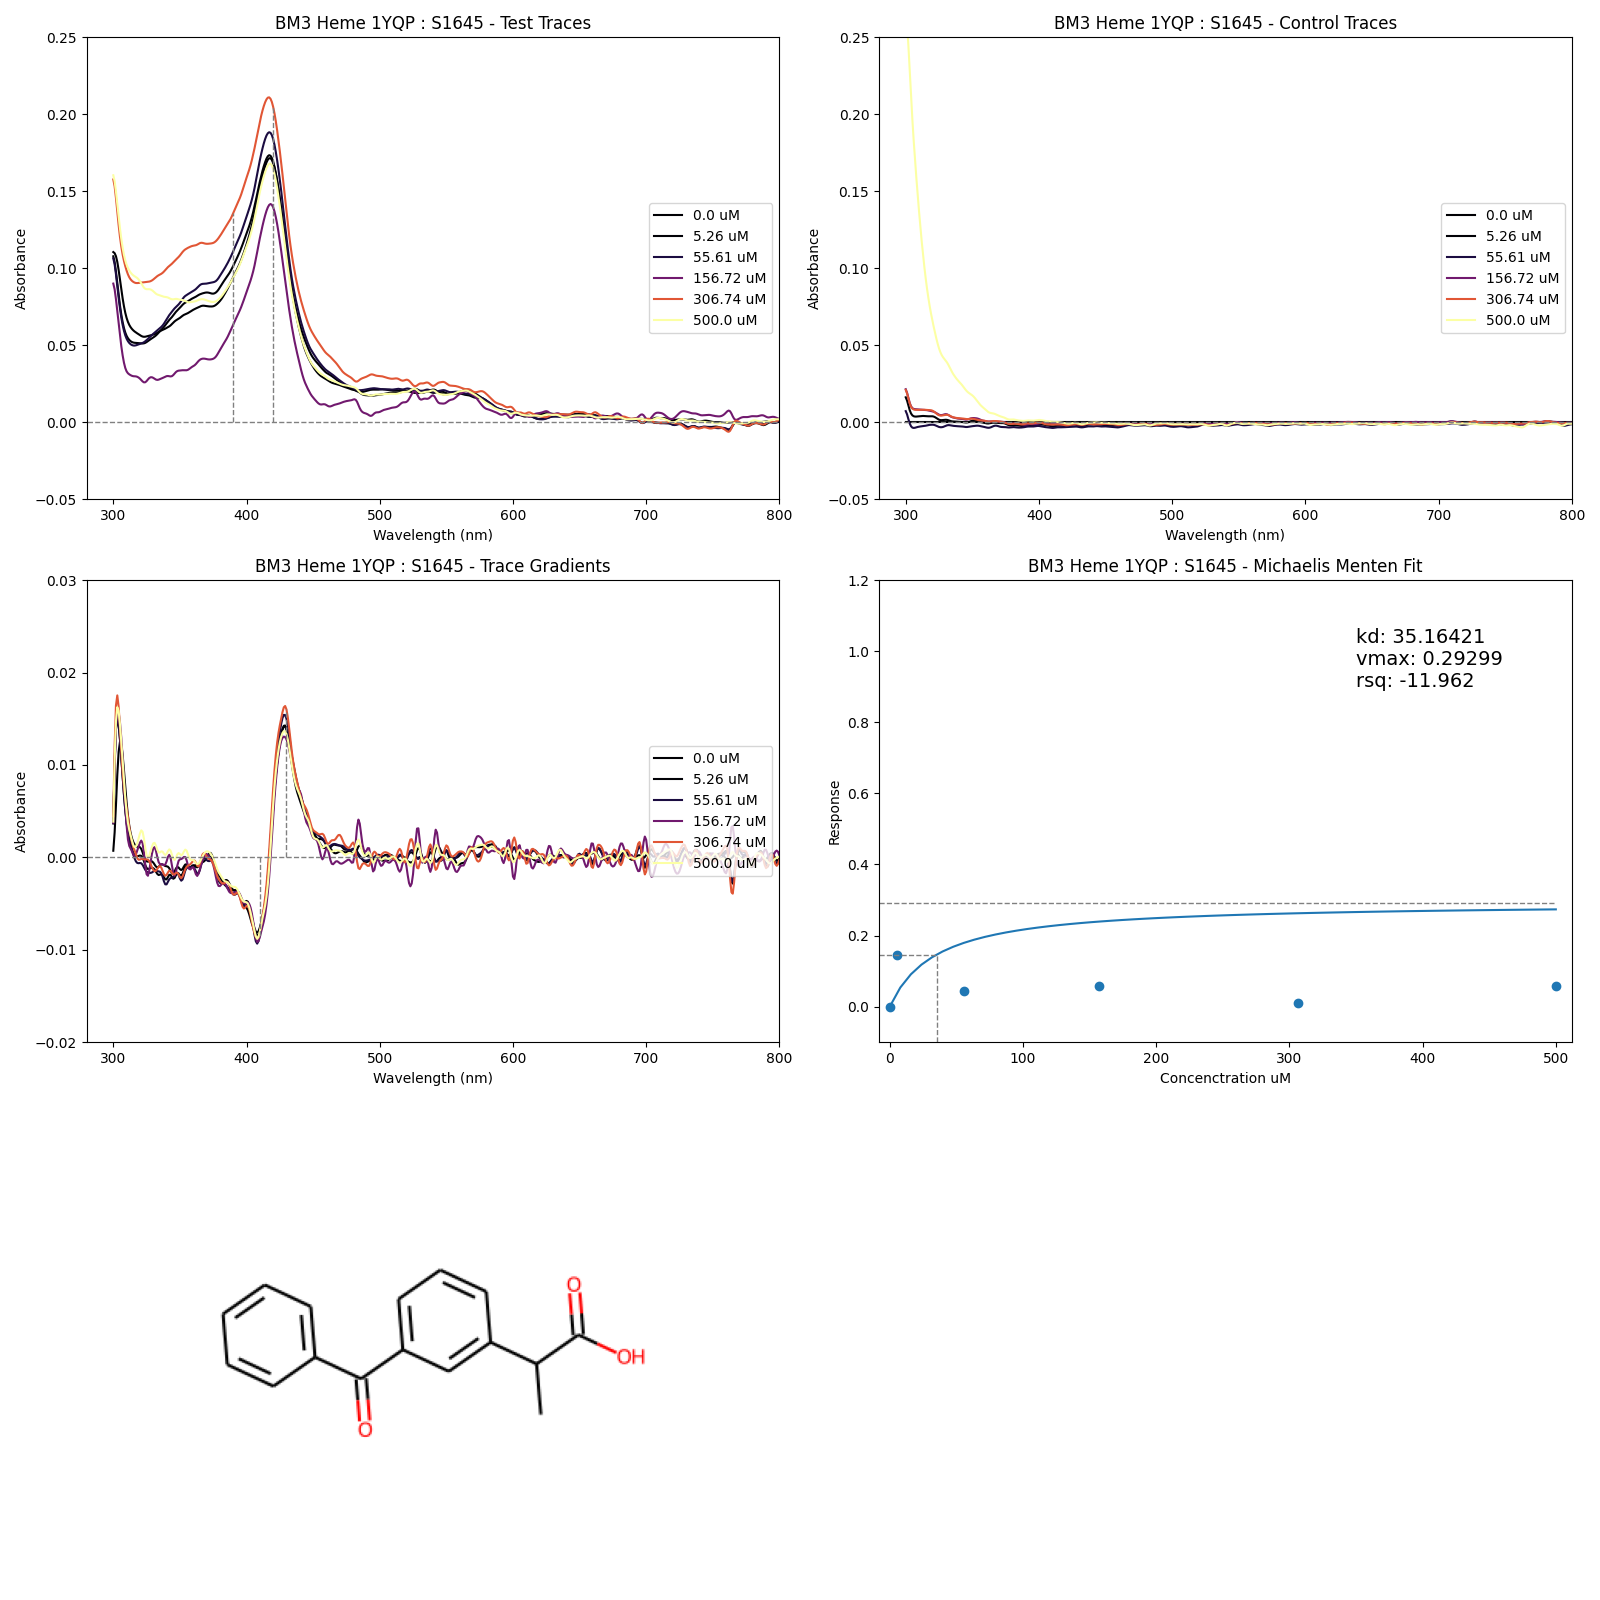 BM3 Heme 1YQP : S1645 - Test Traces
0.25
0.20
0.15
0.10
0.05
0.00
−0.05
Absorbance
300 400 500 600 700 800
Wavelength (nm)
0.0 uM
5.26 uM
55.61 uM
156.72 uM
306.74 uM
500.0 uM
BM3 Heme 1YQP : S1645 - Control Traces
0.25
0.20
0.15
0.10
0.05
0.00
−0.05
Absorbance
300 400 500 600 700 800
Wavelength (nm)
0.0 uM
5.26 uM
55.61 uM
156.72 uM
306.74 uM
500.0 uM
BM3 Heme 1YQP : S1645 - Trace Gradients
0.03
0.02
0.01
0.00
−0.01
−0.02
Absorbance
300 400 500 600 700 800
Wavelength (nm)
0.0 uM
5.26 uM
55.61 uM
156.72 uM
306.74 uM
500.0 uM
BM3 Heme 1YQP : S1645 - Michaelis Menten Fit
1.2
1.0
0.8
0.6
0.4
0.2
0.0
Response
kd: 35.16421
vmax: 0.29299
rsq: -11.962
0 100 200 300 400 500
Concenctration uM
O
OH
O